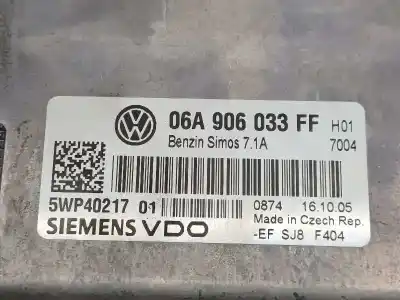 06A 906 033 FF H01
Benzin Simos 7.1A 7004
5WP40217 01 0874 16.10.05
Made in Czech Rep.
SIEMENS VDO -EF SJ8 F404